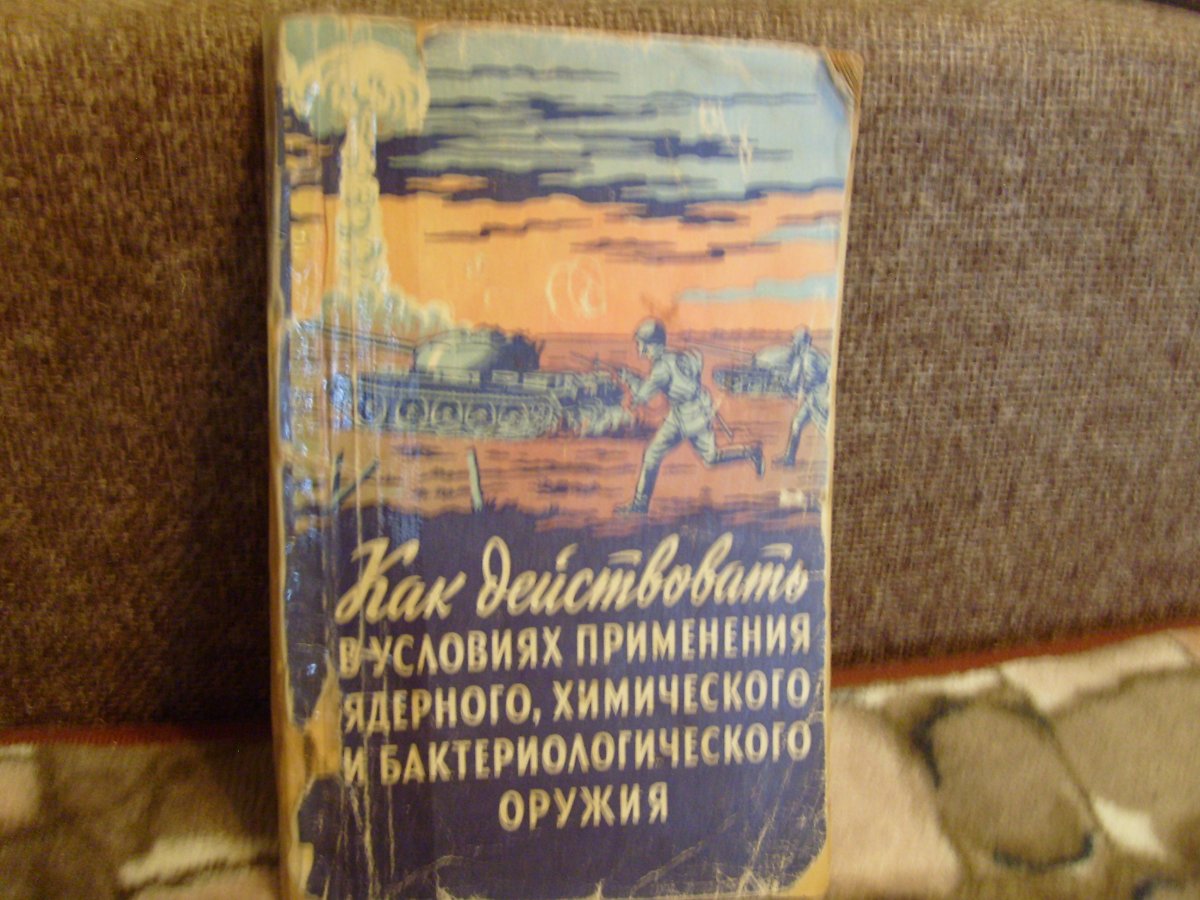 Как действовать
В УСЛОВИЯХ ПРИМЕНЕНИЯ
ЯДЕРНОГО, ХИМИЧЕСКОГО
И БАКТЕРИОЛОГИЧЕСКОГО
ОРУЖИЯ